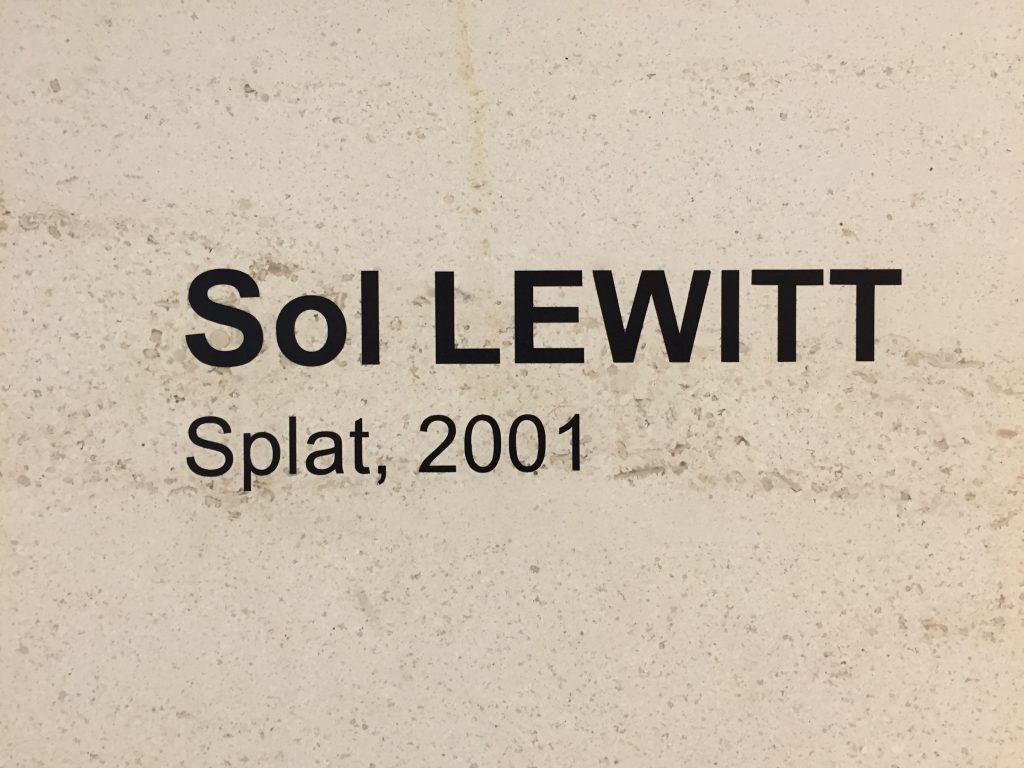 Sol LEWITT
Splat, 2001